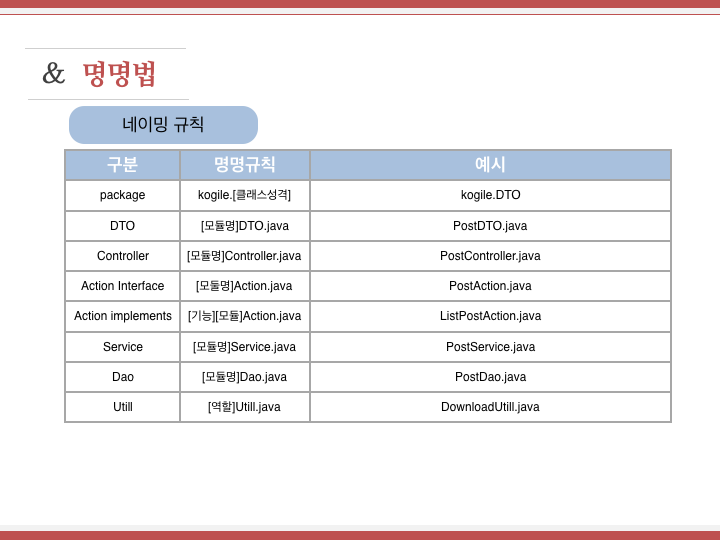 & 명명법
네이밍 규칙
구분 명명규칙 예시
package kogile.[클래스성격] kogile.DTO
DTO [모듈명]DTO.java PostDTO.java
Controller [모듈명]Controller.java PostController.java
Action Interface [모둘명]Action.java PostAction.java
Action implements [기능][모듈]Action.java ListPostAction.java
Service [모듈명]Service.java PostService.java
Dao [모듈명]Dao.java PostDao.java
Utill [역할]Utill.java DownloadUtill.java